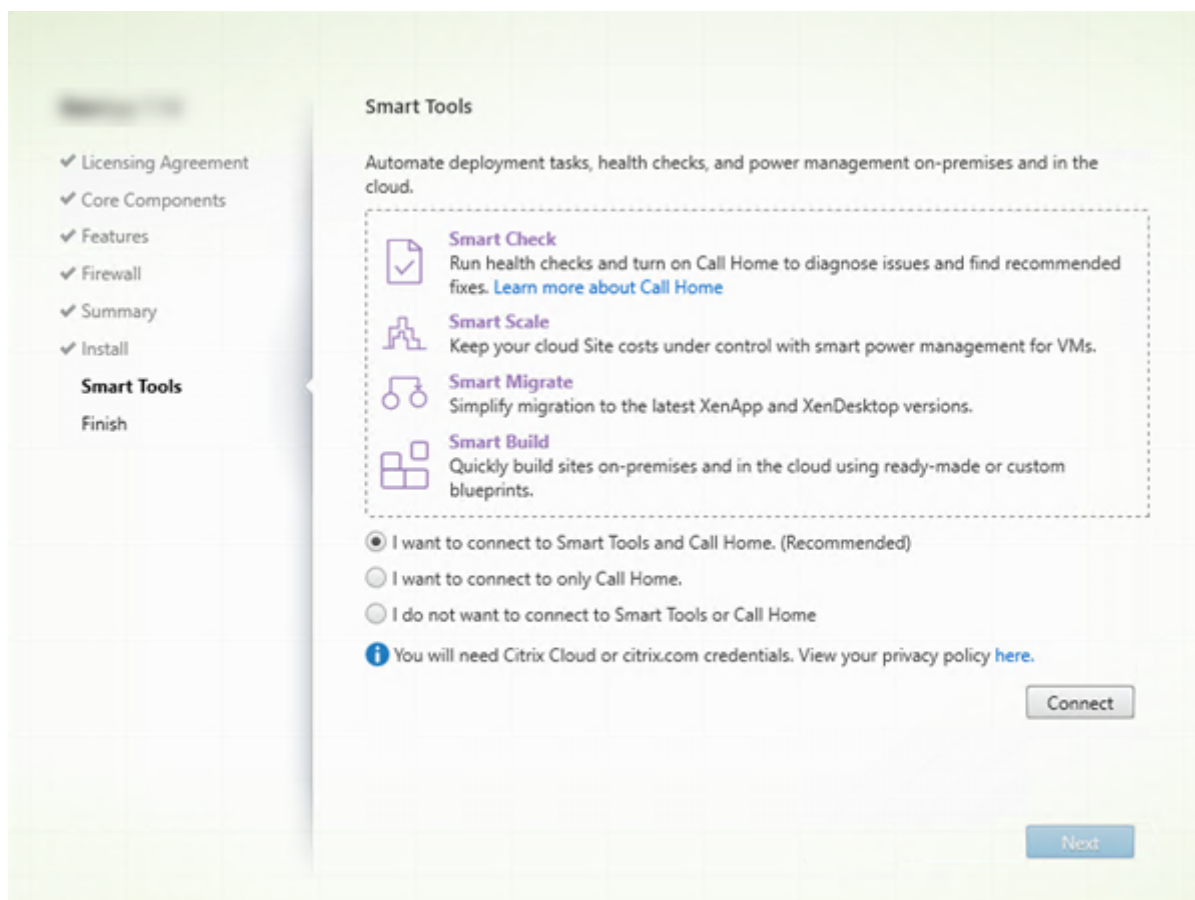 Smart Tools
Licensing Agreement
Core Components
Features
Firewall
Summary
Install
Smart Tools
Finish
Automate deployment tasks, health checks, and power management on-premises and in the
cloud.
Smart Check
Run health checks and turn on Call Home to diagnose issues and find recommended
fixes. Learn more about Call Home
Smart Scale
Keep your cloud Site costs under control with smart power management for VMs.
Smart Migrate
Simplify migration to the latest XenApp and XenDesktop versions.
Smart Build
Quickly build sites on-premises and in the cloud using ready-made or custom
blueprints.
I want to connect to Smart Tools and Call Home. (Recommended)
I want to connect to only Call Home.
I do not want to connect to Smart Tools or Call Home
You will need Citrix Cloud or citrix.com credentials. View your privacy policy here.
Connect
Next